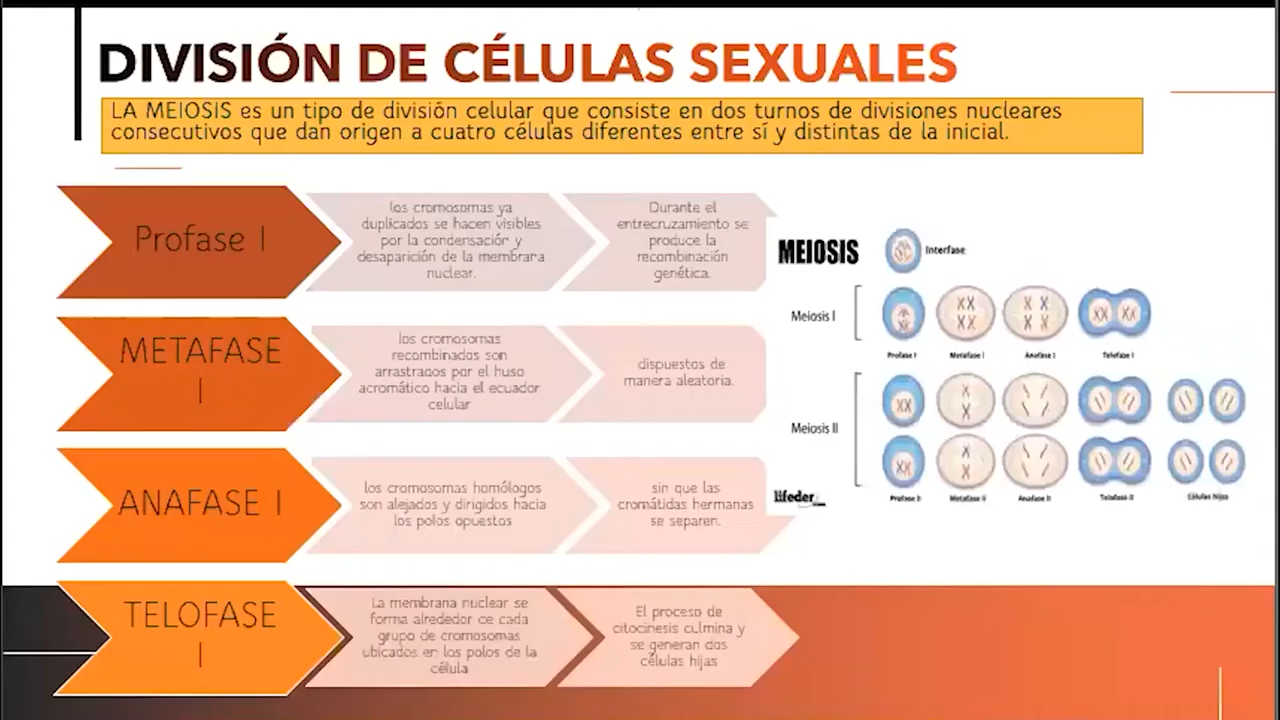 DIVISIÓN DE CÉLULAS SEXUALES
LA MEIOSIS es un tipo de división celular que consiste en dos turnos de divisiones nucleares
consecutivos que dan origen a cuatro células diferentes entre sí y distintas de la inicial.
Profase I
los cromosomas ya
duplicados se hacen visibles
por la condensación y
desaparición de la membrana
nuclear.
Durante el
entrecruzamiento se
produce la
recombinación
genética.
METAFASE
I
los cromosomas
recombinados son
arrastrados por el huso
acromático hacia el ecuador
celular
dispuestos de
manera aleatoria.
ANAFASE I
los cromosomas homólogos
son alejados y dirigidos hacia
los polos opuestos
sin que las
cromátidas hermanas
se separen.
TELOFASE
I
La membrana nuclear se
forma alrededor de cada
grupo de cromosomas
ubicados en los polos de la
célula
El proceso de
citocinesis culmina y
se generan dos
células hijas
MEIOSIS
Interfase
Meiosis I
Profase I
Metafase I
Anafase I
Telofase I
Meiosis II
Profase II
Metafase II
Anafase II
Telofase II
Células hijas
lifeder